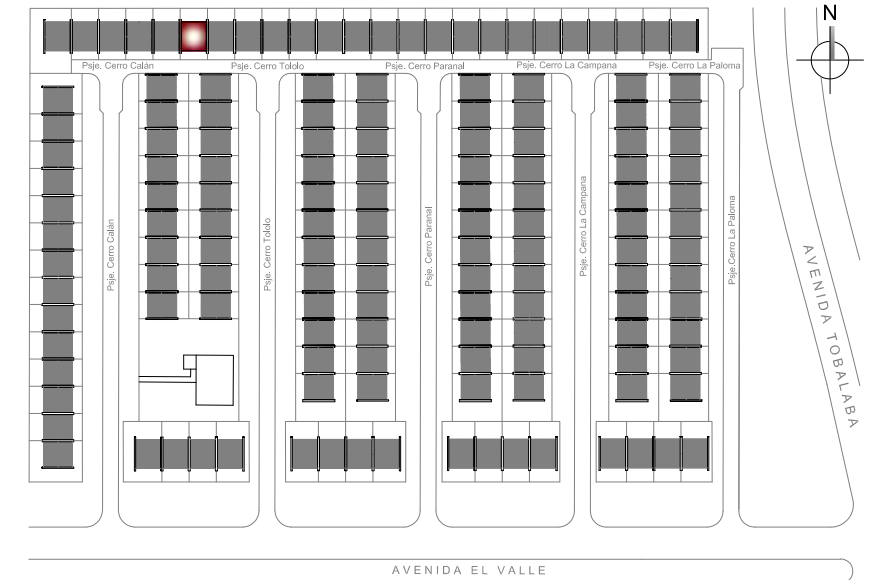 N
Psje. Cerro Calán
Psje. Cerro Tololo
Psje. Cerro Paranal
Psje. Cerro La Campana
Psje. Cerro La Paloma
Psje. Cerro Calán
Psje. Cerro Tololo
Psje. Cerro Paranal
Psje. Cerro La Campana
Psje.Cerro La Paloma
AVENIDA TOBALABA
AVENIDA EL VALLE